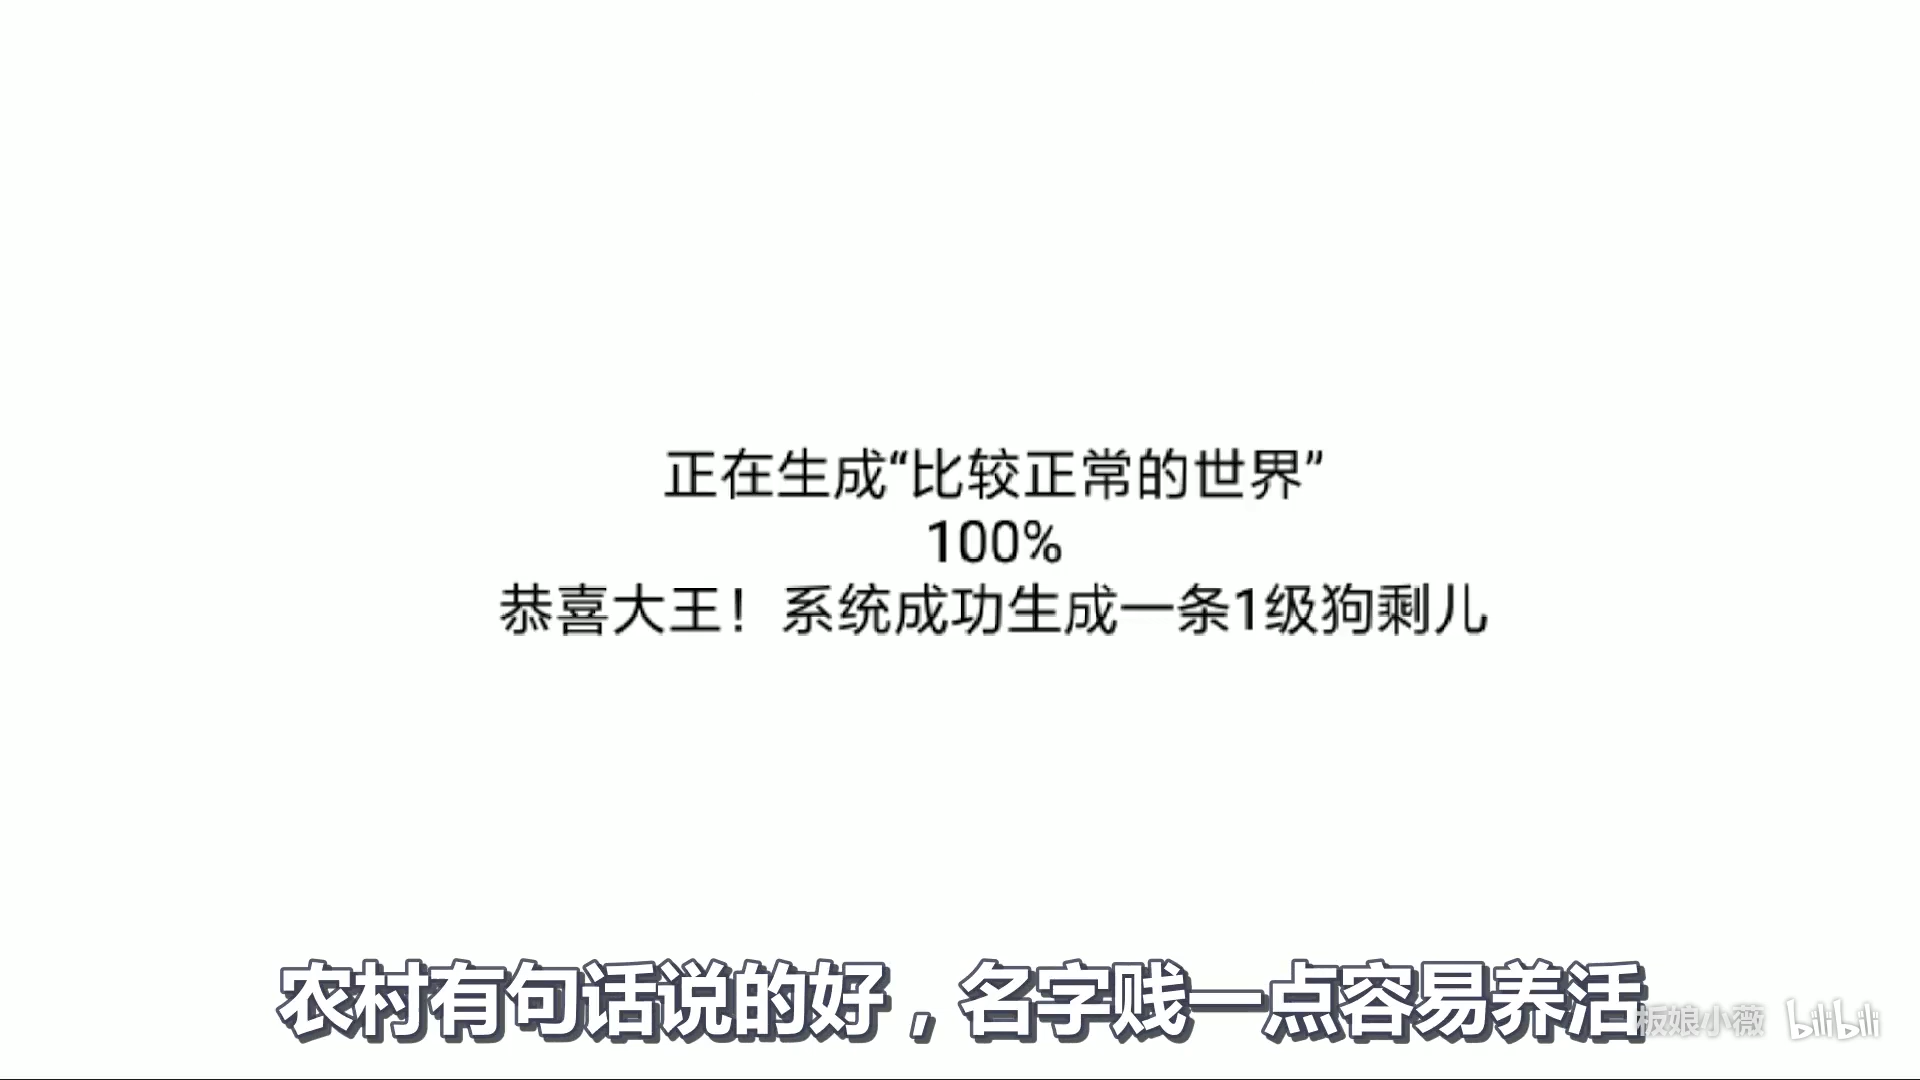 正在生成“比较正常的世界”
100%
恭喜大王！系统成功生成一条1级狗剩儿
农村有句话说的好，名字贱一点容易养活
板娘小薇 bilibili